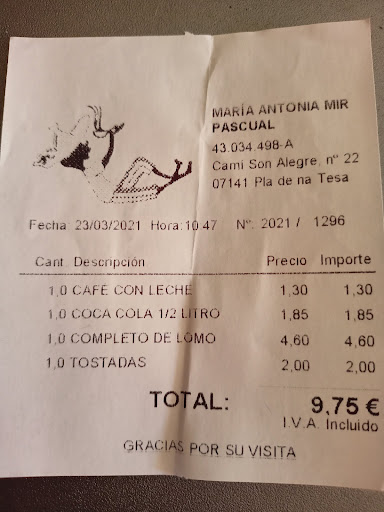 MARÍA ANTONIA MIR
PASCUAL
43.034.498-A
Cami Son Alegre, nº 22
07141 Pla de na Tesa
Fecha: 23/03/2021 Hora:10:47 Nº: 2021 / 1296
Cant. Descripción Precio Importe
1,0 CAFE CON LECHE 1,30 1,30
1,0 COCA COLA 1/2 LITRO 1,85 1,85
1,0 COMPLETO DE LOMO 4,60 4,60
1,0 TOSTADAS 2,00 2,00
TOTAL: 9,75 €
I.V.A. Incluido
GRACIAS POR SU VISITA